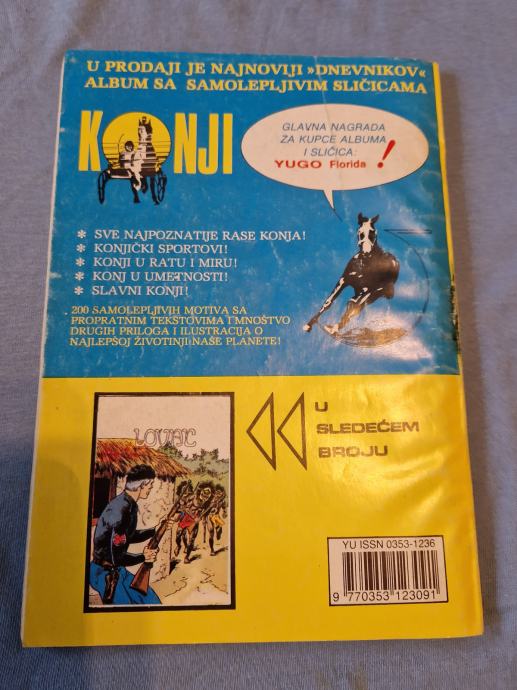 U PRODAJI JE NAJNOVIJI »DNEVNIKOV«
ALBUM SA SAMOLEPLJIVIM SLIČICAMA
KONJI
GLAVNA NAGRADA
ZA KUPCE ALBUMA
I SLIČICA:
YUGO Florida !
* SVE NAJPOZNATIJE RASE KONJA!
* KONJIČKI SPORTOVI!
* KONJI U RATU I MIRU!
* KONJ U UMETNOSTI!
* SLAVNI KONJI!
200 SAMOLEPLJIVIH MOTIVA SA
PROPRATNIM TEKSTOVIMA I MNOŠTVO
DRUGIH PRILOGA I ILUSTRACIJA O
NAJLEPŠOJ ŽIVOTINJI NAŠE PLANETE!
LOVAC
U
SLEDEĆEM
BROJU
YU ISSN 0353-1236
9 770353 123091